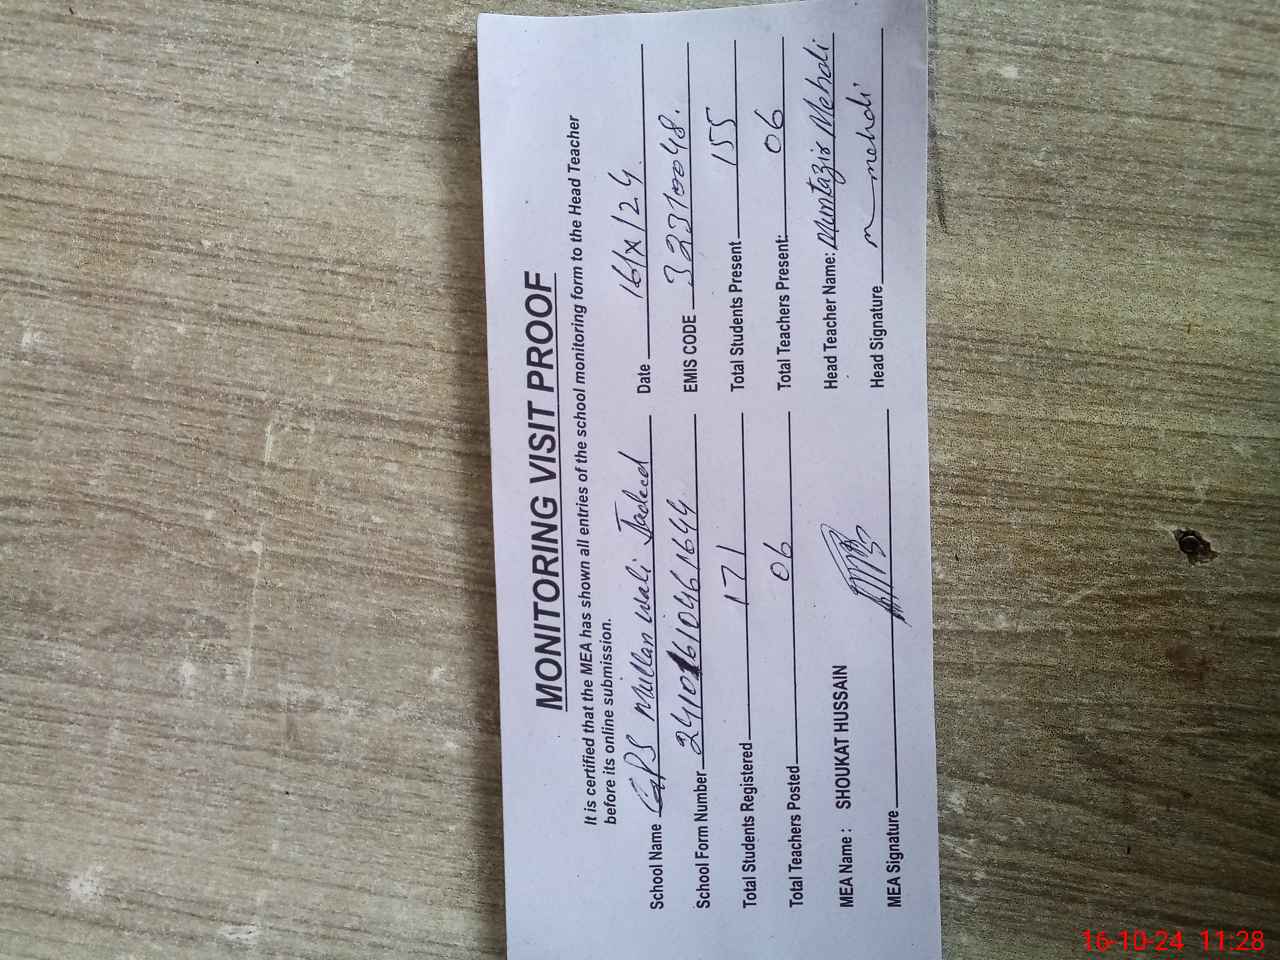 MONITORING VISIT PROOF
It is certified that the MEA has shown all entries of the school monitoring form to the Head Teacher
before its online submission.
School Name GPS Mullan Wali Jadeed Date 16/X/24
School Form Number 24101610461644 EMIS CODE 32310048.
Total Students Registered 171 Total Students Present 155
Total Teachers Posted 06 Total Teachers Present: 06
MEA Name : SHOUKAT HUSSAIN Head Teacher Name: Mumtazir Mehdi
MEA Signature Head Signature mehdi
16-10-24 11:28